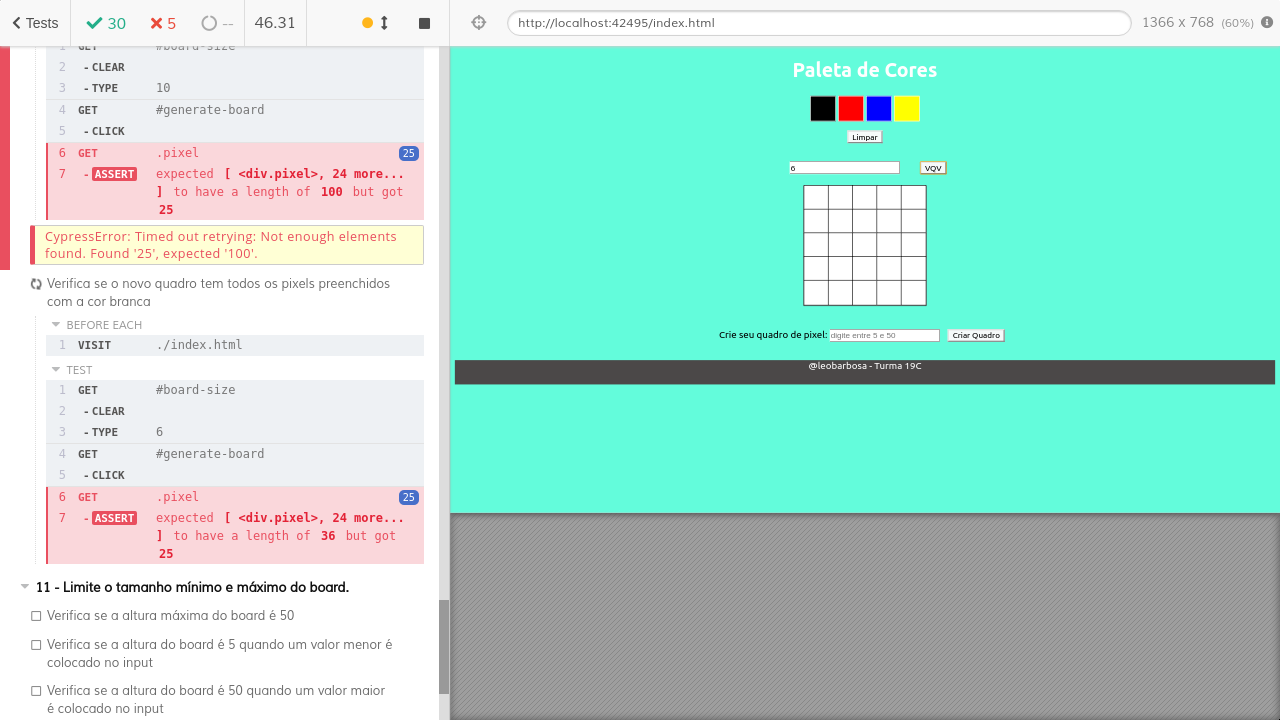 Tests
30
5
--
46.31
http://localhost:42495/index.html
1366 x 768 (60%)
1 GET #board-size
2 -CLEAR
3 -TYPE 10
4 GET #generate-board
5 -CLICK
6 GET .pixel 25
7 -ASSERT expected [ <div.pixel>, 24 more...
] to have a length of 100 but got
25
CypressError: Timed out retrying: Not enough elements
found. Found '25', expected '100'.
Verifica se o novo quadro tem todos os pixels preenchidos
com a cor branca
BEFORE EACH
1 VISIT ./index.html
TEST
1 GET #board-size
2 -CLEAR
3 -TYPE 6
4 GET #generate-board
5 -CLICK
6 GET .pixel 25
7 -ASSERT expected [ <div.pixel>, 24 more...
] to have a length of 36 but got
25
11 - Limite o tamanho mínimo e máximo do board.
Verifica se a altura máxima do board é 50
Verifica se a altura do board é 5 quando um valor menor é
colocado no input
Verifica se a altura do board é 50 quando um valor maior
é colocado no input
Paleta de Cores
Limpar
6 VQV
Crie seu quadro de pixel: digite entre 5 e 50 Criar Quadro
@leobarbosa - Turma 19C